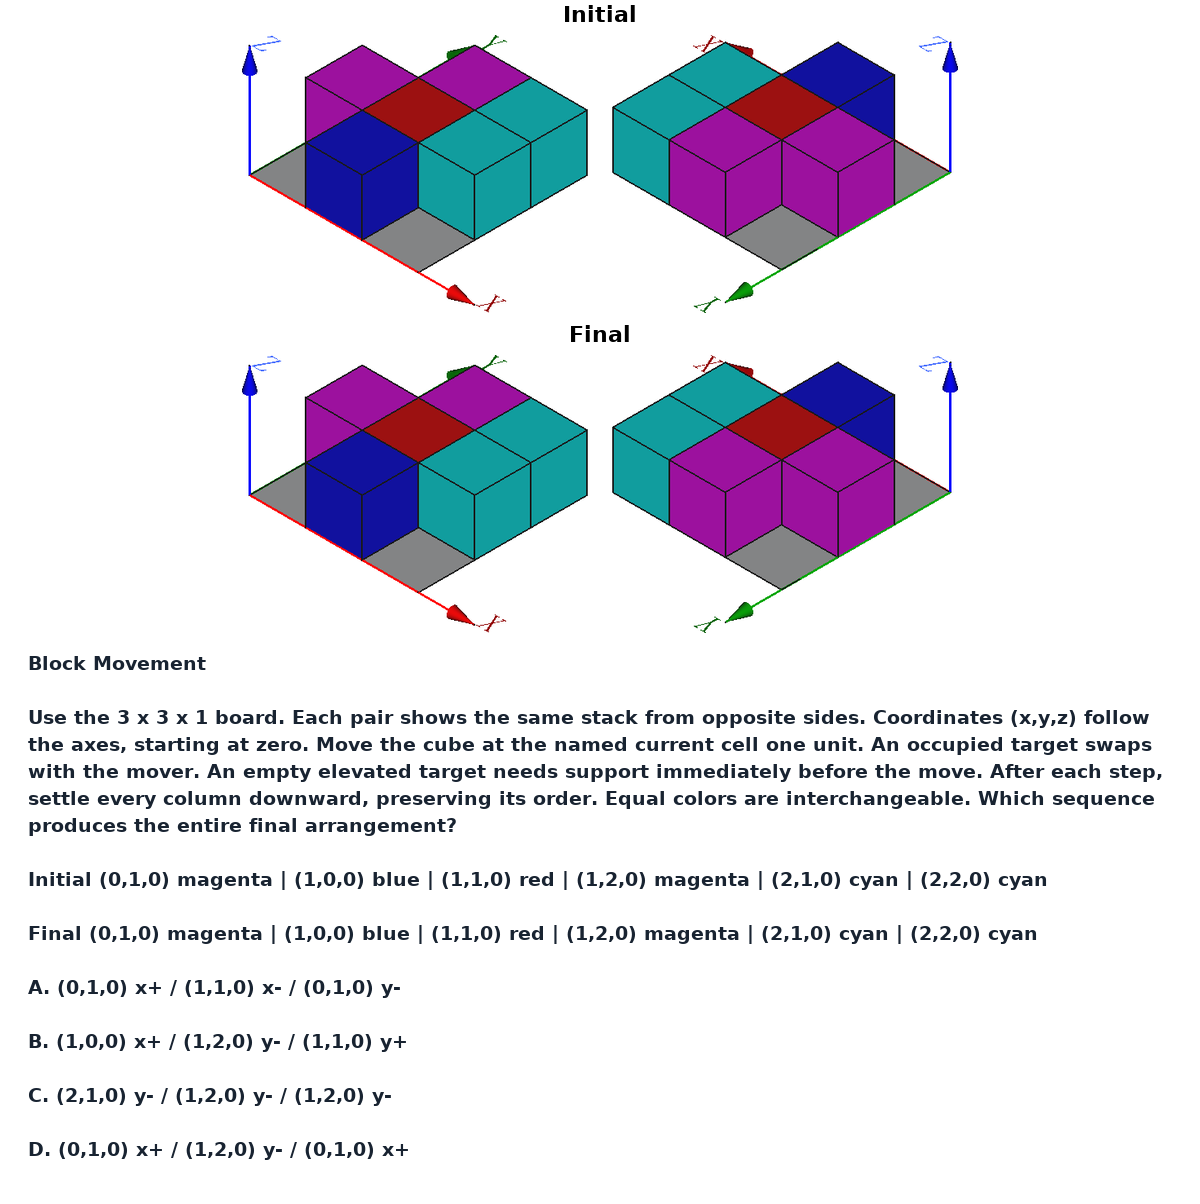 Initial
Z
Y
X
Z
X
X
Y
Final
Z
Y
X
Z
X
Y
Block Movement
Use the 3 x 3 x 1 board. Each pair shows the same stack from opposite sides. Coordinates (x,y,z) follow
the axes, starting at zero. Move the cube at the named current cell one unit. An occupied target swaps
with the mover. An empty elevated target needs support immediately before the move. After each step,
settle every column downward, preserving its order. Equal colors are interchangeable. Which sequence
produces the entire final arrangement?
Initial (0,1,0) magenta | (1,0,0) blue | (1,1,0) red | (1,2,0) magenta | (2,1,0) cyan | (2,2,0) cyan
Final (0,1,0) magenta | (1,0,0) blue | (1,1,0) red | (1,2,0) magenta | (2,1,0) cyan | (2,2,0) cyan
A. (0,1,0) x+ / (1,1,0) x- / (0,1,0) y-
B. (1,0,0) x+ / (1,2,0) y- / (1,1,0) y+
C. (2,1,0) y- / (1,2,0) y- / (1,2,0) y-
D. (0,1,0) x+ / (1,2,0) y- / (0,1,0) x+